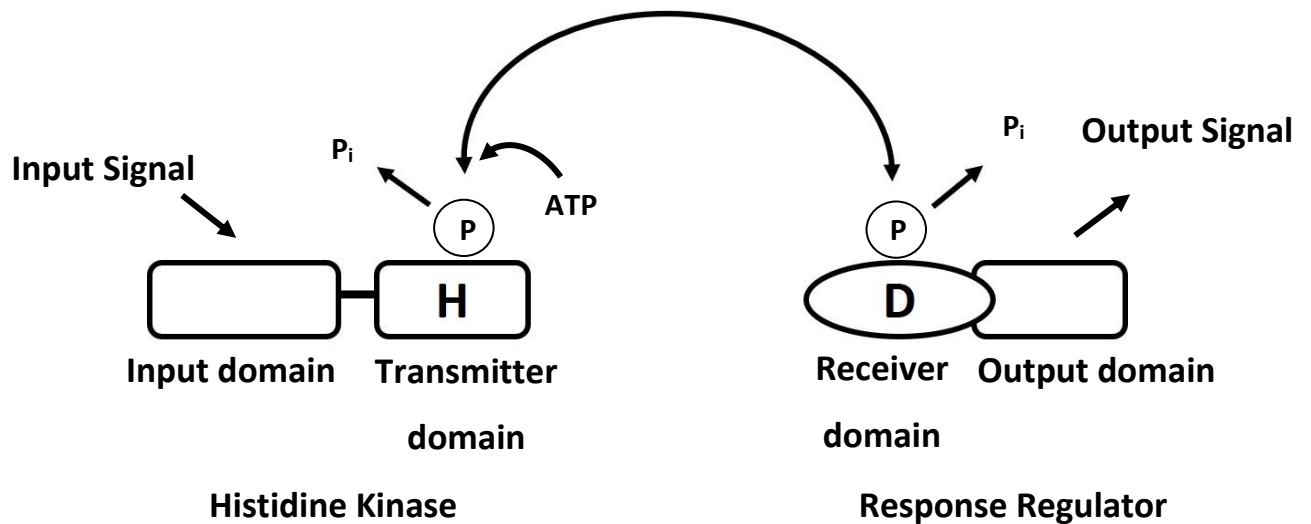 Input Signal
Pᵢ
ATP
Pᵢ
Output Signal
P
P
H
D
Input domain
Transmitter
domain
Receiver
domain
Output domain
Histidine Kinase
Response Regulator